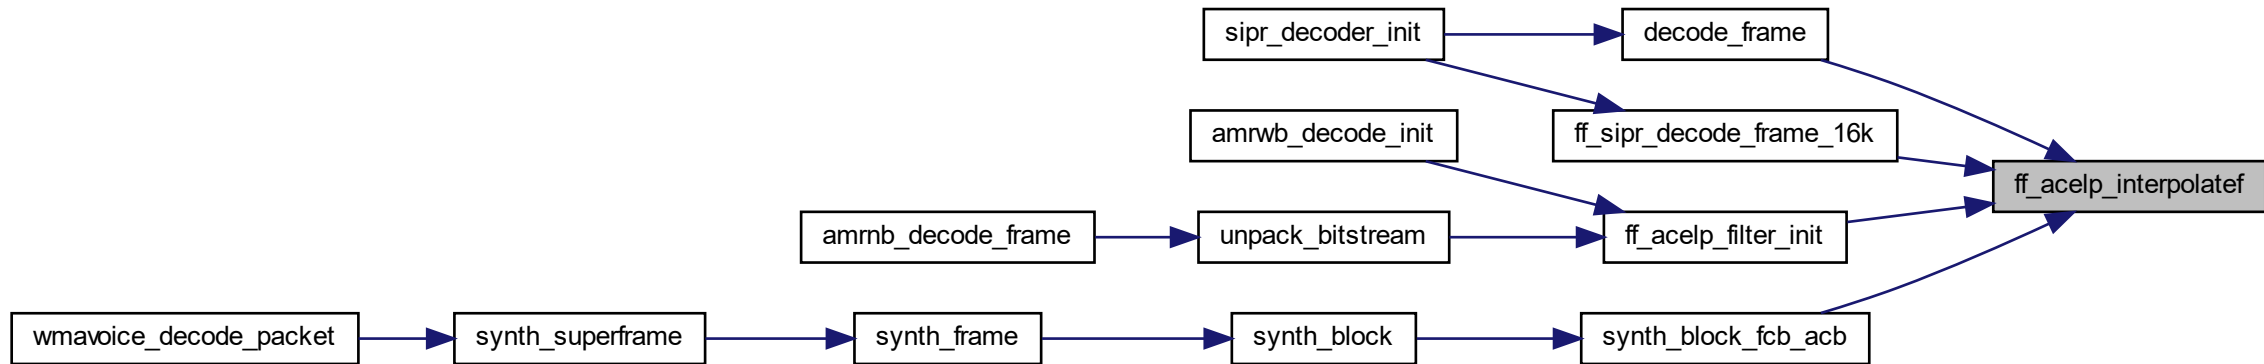 sipr_decoder_init
decode_frame
amrwb_decode_init
ff_sipr_decode_frame_16k
ff_acelp_interpolatef
amrnb_decode_frame
unpack_bitstream
ff_acelp_filter_init
wmavoice_decode_packet
synth_superframe
synth_frame
synth_block
synth_block_fcb_acb